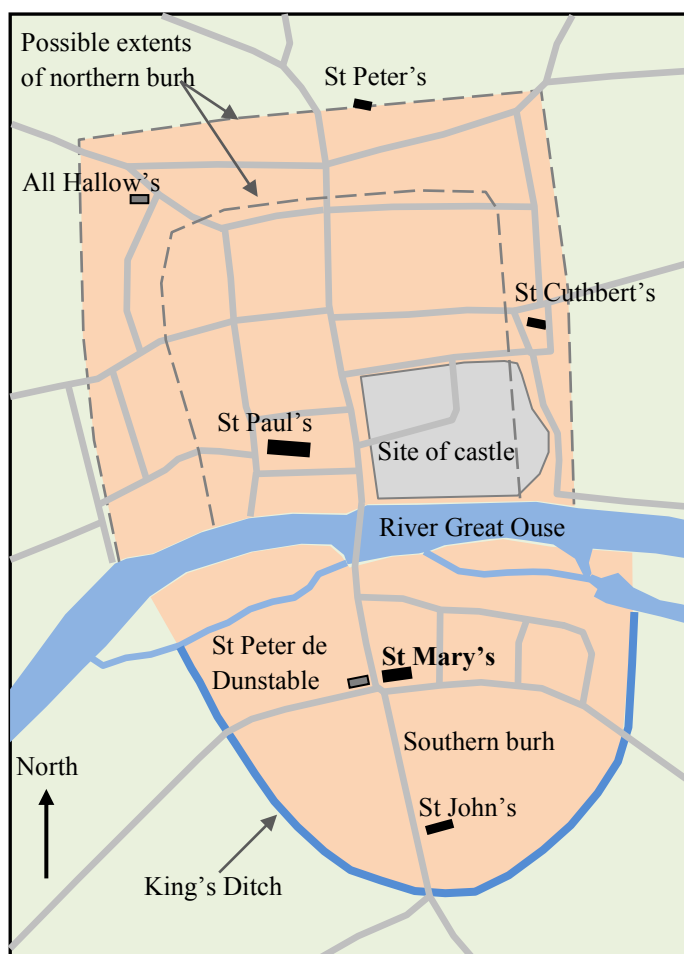 Possible extents
of northern burh
St Peter's
All Hallow's
St Cuthbert's
St Paul's
Site of castle
River Great Ouse
St Peter de
Dunstable
St Mary's
Southern burh
North
St John's
King's Ditch